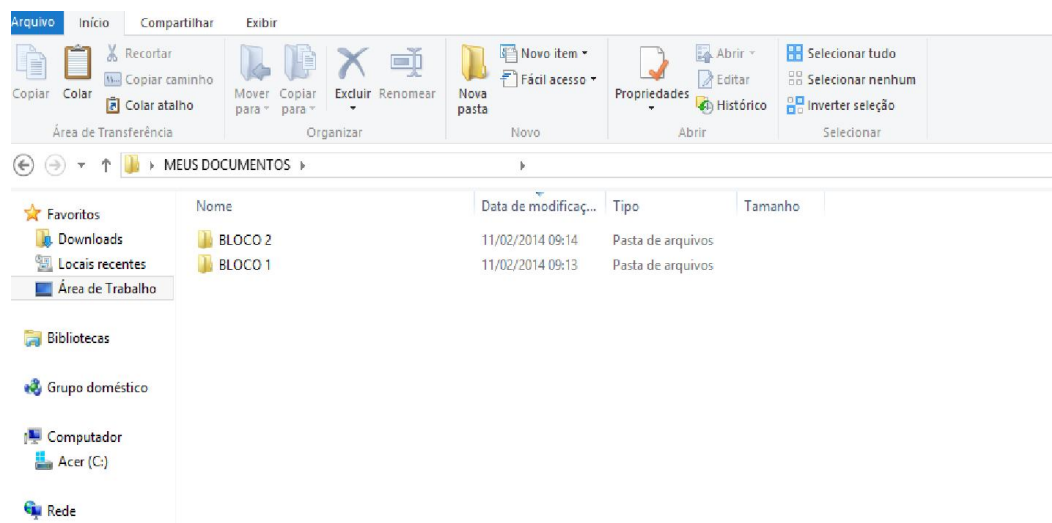 Arquivo Início Compartilhar Exibir
Copiar
Colar
Recortar
Copiar caminho
Colar atalho
Área de Transferência
Mover para
Copiar para
Excluir
Renomear
Organizar
Nova pasta
Novo item
Fácil acesso
Novo
Propriedades
Abrir
Editar
Histórico
Abrir
Selecionar tudo
Selecionar nenhum
Inverter seleção
Selecionar
MEUS DOCUMENTOS
Favoritos
Downloads
Locais recentes
Área de Trabalho
Bibliotecas
Grupo doméstico
Computador
Acer (C:)
Rede
Nome Data de modificaç... Tipo Tamanho
BLOCO 2 11/02/2014 09:14 Pasta de arquivos
BLOCO 1 11/02/2014 09:13 Pasta de arquivos